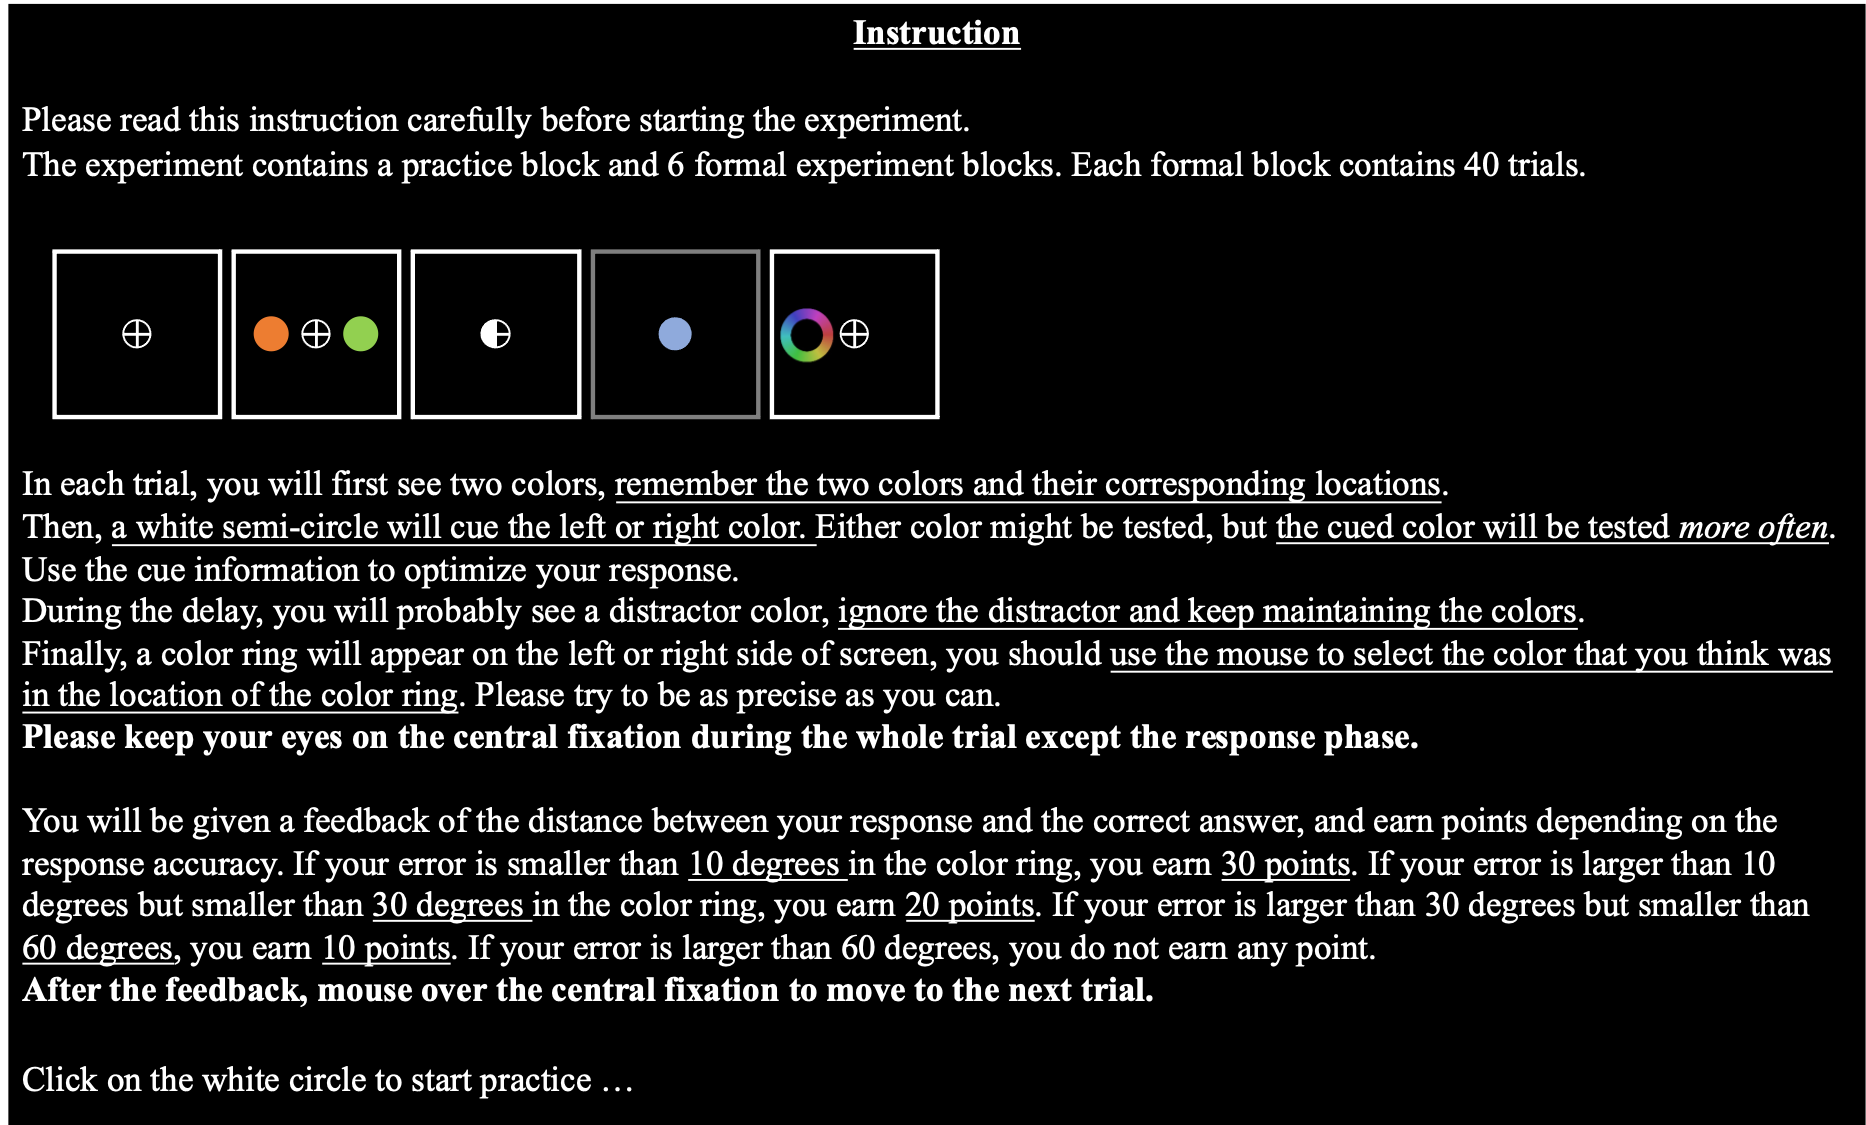 Instruction
Please read this instruction carefully before starting the experiment.
The experiment contains a practice block and 6 formal experiment blocks. Each formal block contains 40 trials.
In each trial, you will first see two colors, remember the two colors and their corresponding locations.
Then, a white semi-circle will cue the left or right color. Either color might be tested, but the cued color will be tested more often.
Use the cue information to optimize your response.
During the delay, you will probably see a distractor color, ignore the distractor and keep maintaining the colors.
Finally, a color ring will appear on the left or right side of screen, you should use the mouse to select the color that you think was
in the location of the color ring. Please try to be as precise as you can.
Please keep your eyes on the central fixation during the whole trial except the response phase.
You will be given a feedback of the distance between your response and the correct answer, and earn points depending on the
response accuracy. If your error is smaller than 10 degrees in the color ring, you earn 30 points. If your error is larger than 10
degrees but smaller than 30 degrees in the color ring, you earn 20 points. If your error is larger than 30 degrees but smaller than
60 degrees, you earn 10 points. If your error is larger than 60 degrees, you do not earn any point.
After the feedback, mouse over the central fixation to move to the next trial.
Click on the white circle to start practice …